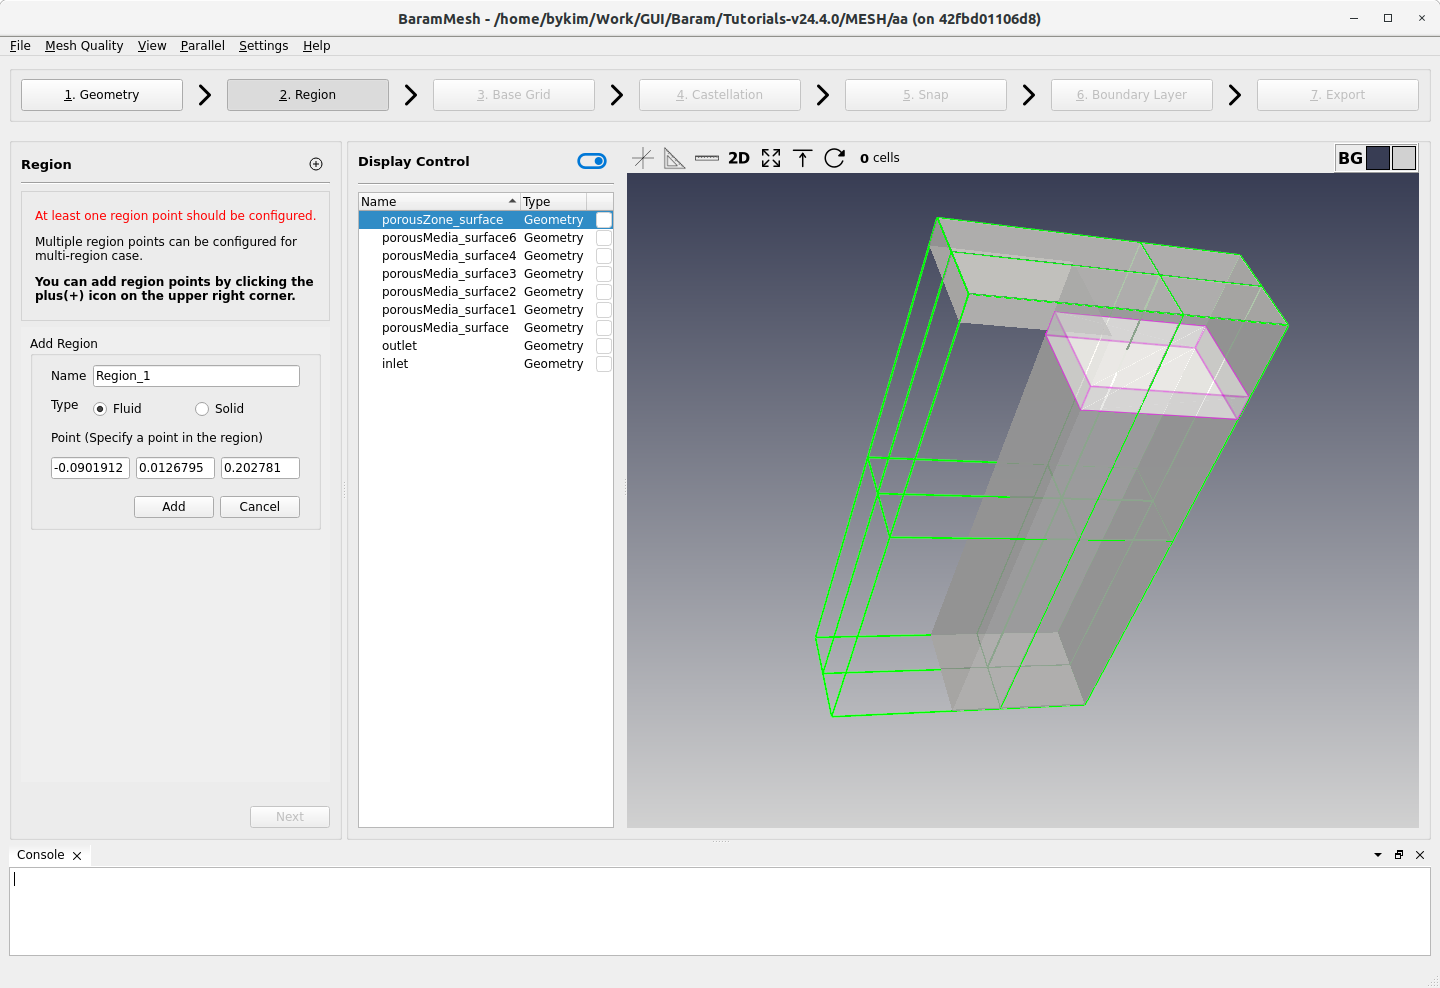 BaramMesh - /home/bykim/Work/GUI/Baram/Tutorials-v24.4.0/MESH/aa (on 42fbd01106d8)
File Mesh Quality View Parallel Settings Help
1. Geometry 2. Region 3. Base Grid 4. Castellation 5. Snap 6. Boundary Layer 7. Export
Region
At least one region point should be configured.
Multiple region points can be configured for
multi-region case.
You can add region points by clicking the
plus(+) icon on the upper right corner.
Add Region
Name Region_1
Type Fluid Solid
Point (Specify a point in the region)
-0.0901912 0.0126795 0.202781
Add Cancel
Next
Display Control
Name Type
porousZone_surface Geometry
porousMedia_surface6 Geometry
porousMedia_surface4 Geometry
porousMedia_surface3 Geometry
porousMedia_surface2 Geometry
porousMedia_surface1 Geometry
porousMedia_surface Geometry
outlet Geometry
inlet Geometry
2D 0 cells BG
Console